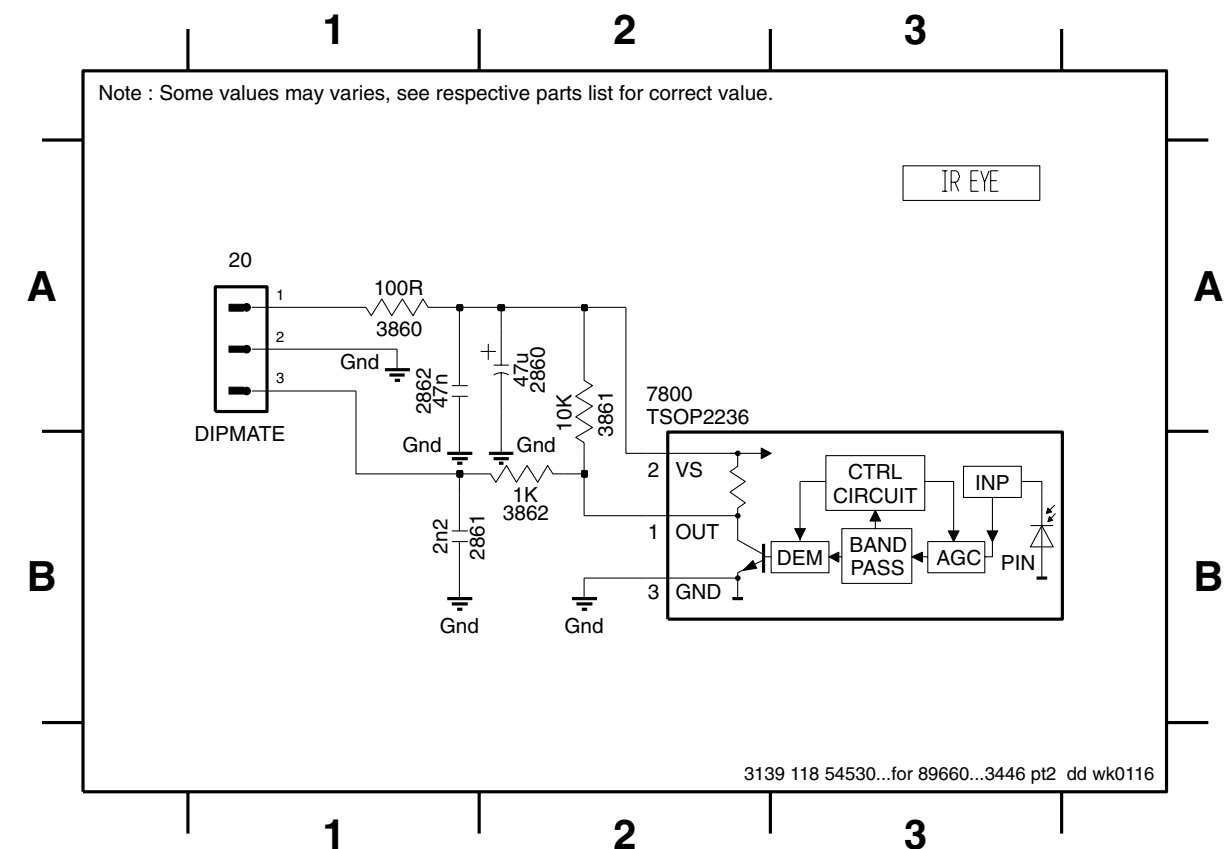 1 2 3
Note : Some values may varies, see respective parts list for correct value.
IR EYE
20
A A
100R
1
3860
2
Gnd
3
2862
47n
47u
2860
10K
3861
7800
TSOP2236
DIPMATE
Gnd Gnd
2 VS
CTRL
CIRCUIT
INP
1K
3862
1 OUT
2n2
2861
DEM
BAND
PASS
AGC
PIN
B B
3 GND
Gnd Gnd
3139 118 54530...for 89660...3446 pt2 dd wk0116
1 2 3